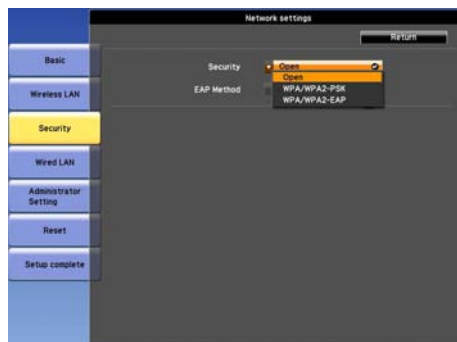 Network settings
Return
Basic
Wireless LAN
Security
Wired LAN
Administrator
Setting
Reset
Setup complete
Security
Open
Open
WPA/WPA2-PSK
WPA/WPA2-EAP
EAP Method